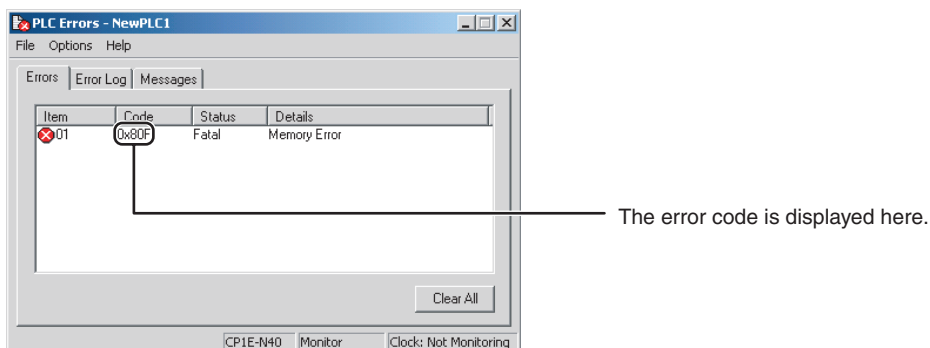 PLC Errors - NewPLC1
File Options Help
Errors Error Log Messages
Item Code Status Details
01 0x80F Fatal Memory Error
The error code is displayed here.
Clear All
CP1E-N40 Monitor Clock: Not Monitoring